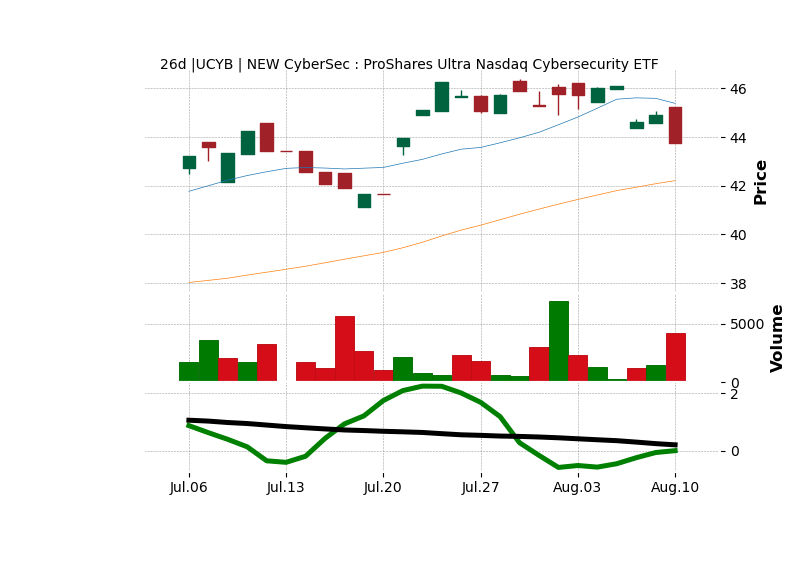 26d |UCYB | NEW CyberSec : ProShares Ultra Nasdaq Cybersecurity ETF
46
44
42
40
38
Price
5000
0
Volume
2
0
Jul.06 Jul.13 Jul.20 Jul.27 Aug.03 Aug.10